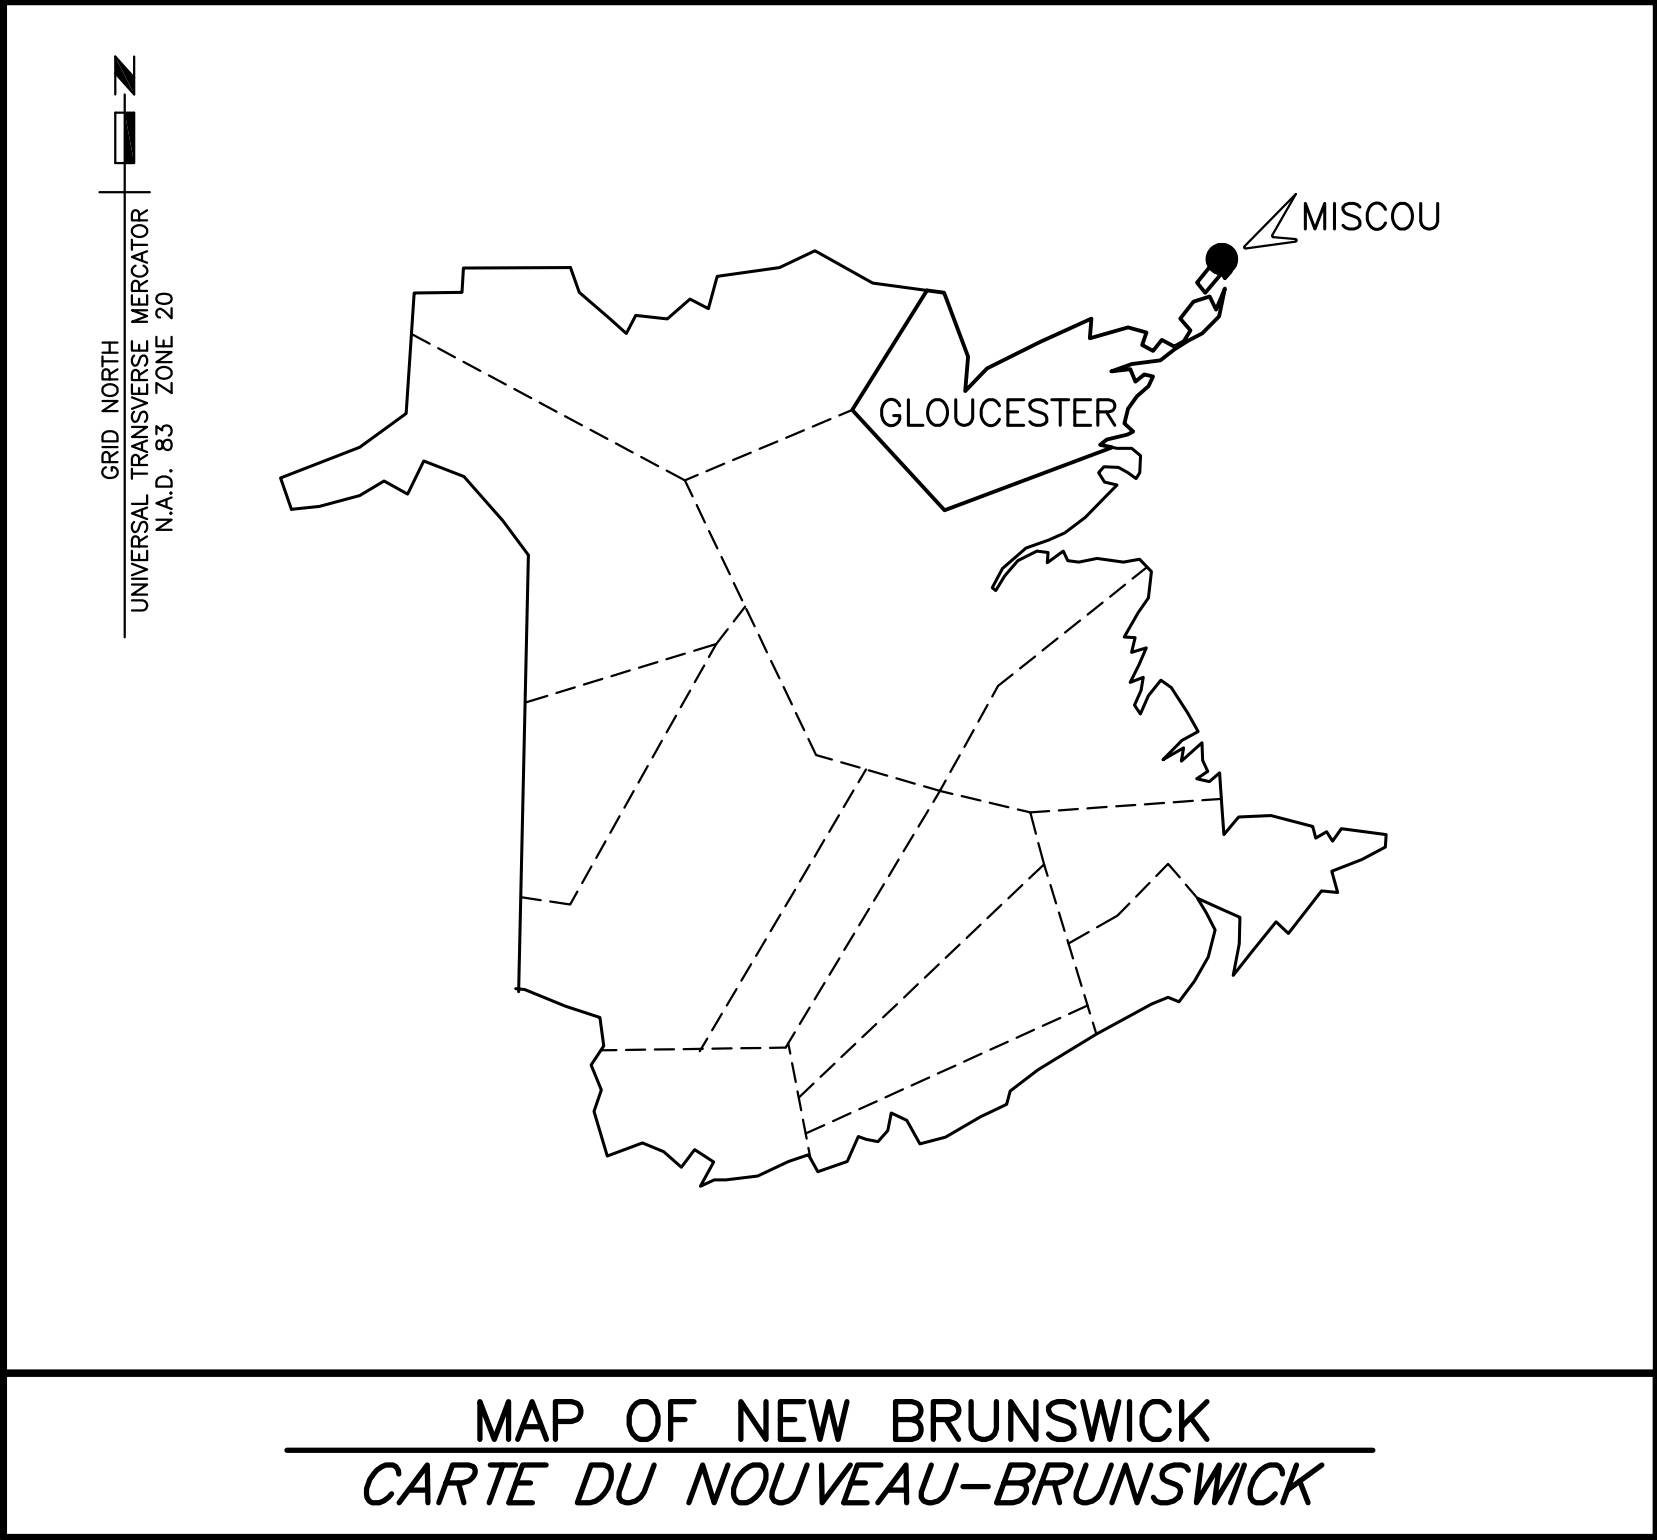 N
GRID NORTH
UNIVERSAL TRANSVERSE MERCATOR
N.A.D. 83 ZONE 20
MISCOU
GLOUCESTER
MAP OF NEW BRUNSWICK
CARTE DU NOUVEAU-BRUNSWICK